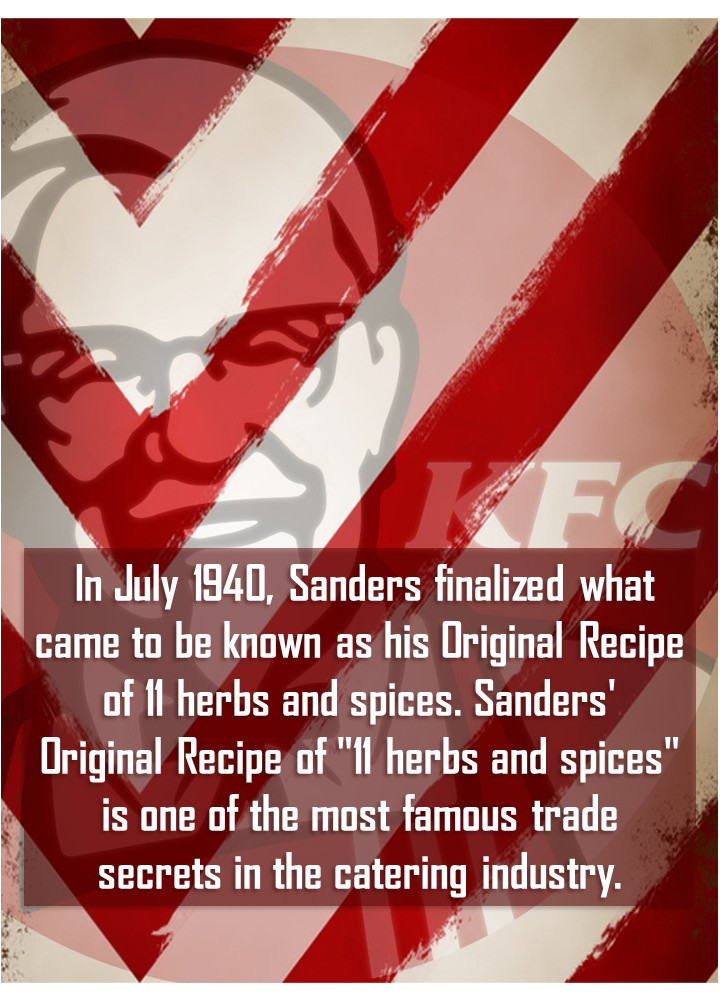 KFC
In July 1940, Sanders finalized what
came to be known as his Original Recipe
of 11 herbs and spices. Sanders'
Original Recipe of "11 herbs and spices"
is one of the most famous trade
secrets in the catering industry.